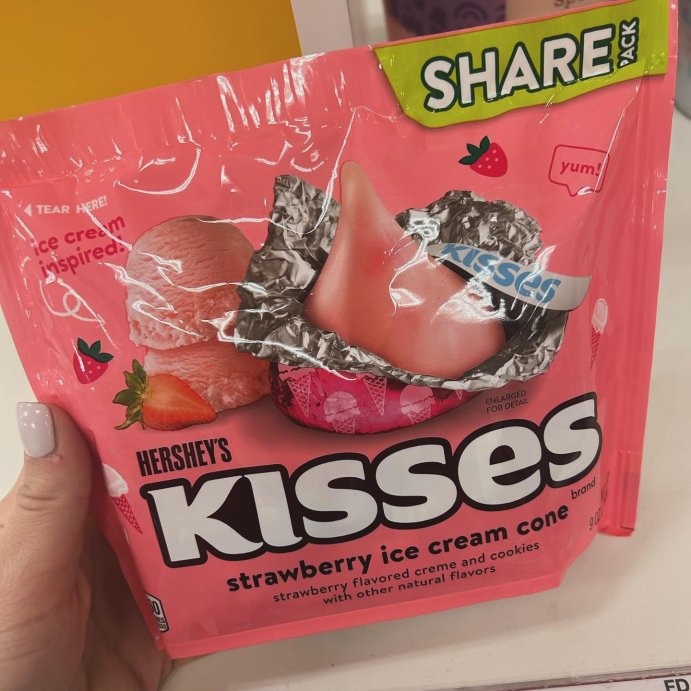 SHARE
PACK
yum!
TEAR HERE!
ice cream
inspired!
KISSES
ENLARGED
FOR DETAIL
HERSHEY'S
KISSES
brand
strawberry ice cream cone
strawberry flavored creme and cookies
with other natural flavors
ED